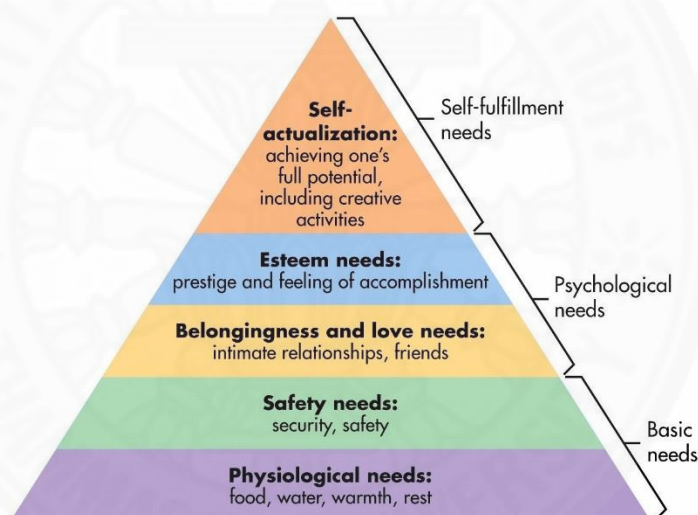 Self-
actualization:
achieving one's
full potential,
including creative
activities
Self-fulfillment
needs
Esteem needs:
prestige and feeling of accomplishment
Psychological
needs
Belongingness and love needs:
intimate relationships, friends
Safety needs:
security, safety
Basic
needs
Physiological needs:
food, water, warmth, rest